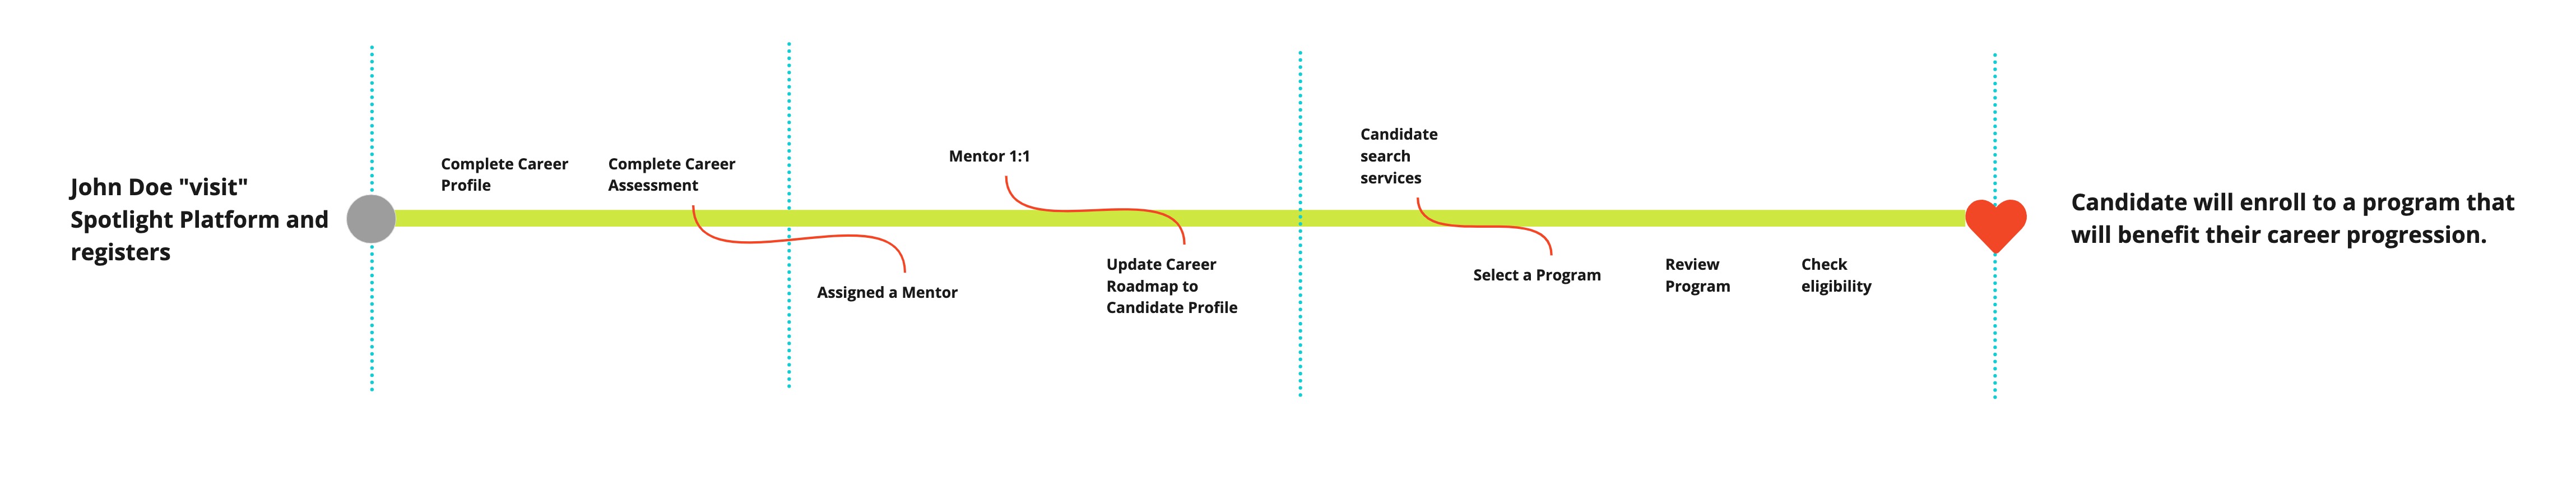 John Doe "visit"
Spotlight Platform and
registers
Complete Career
Profile
Complete Career
Assessment
Assigned a Mentor
Mentor 1:1
Update Career
Roadmap to
Candidate Profile
Candidate
search
services
Select a Program
Review
Program
Check
eligibility
Candidate will enroll to a program that
will benefit their career progression.